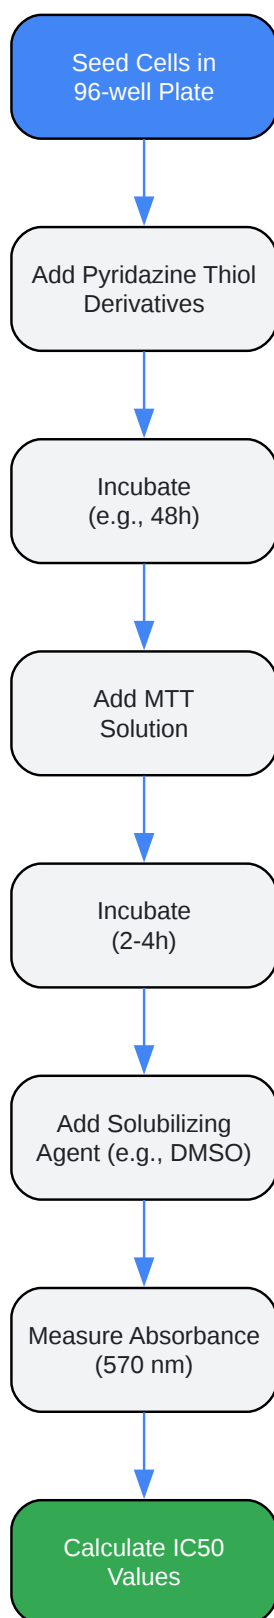 Seed Cells in
96-well Plate
Add Pyridazine Thiol
Derivatives
Incubate
(e.g., 48h)
Add MTT
Solution
Incubate
(2-4h)
Add Solubilizing
Agent (e.g., DMSO)
Measure Absorbance
(570 nm)
Calculate IC50
Values